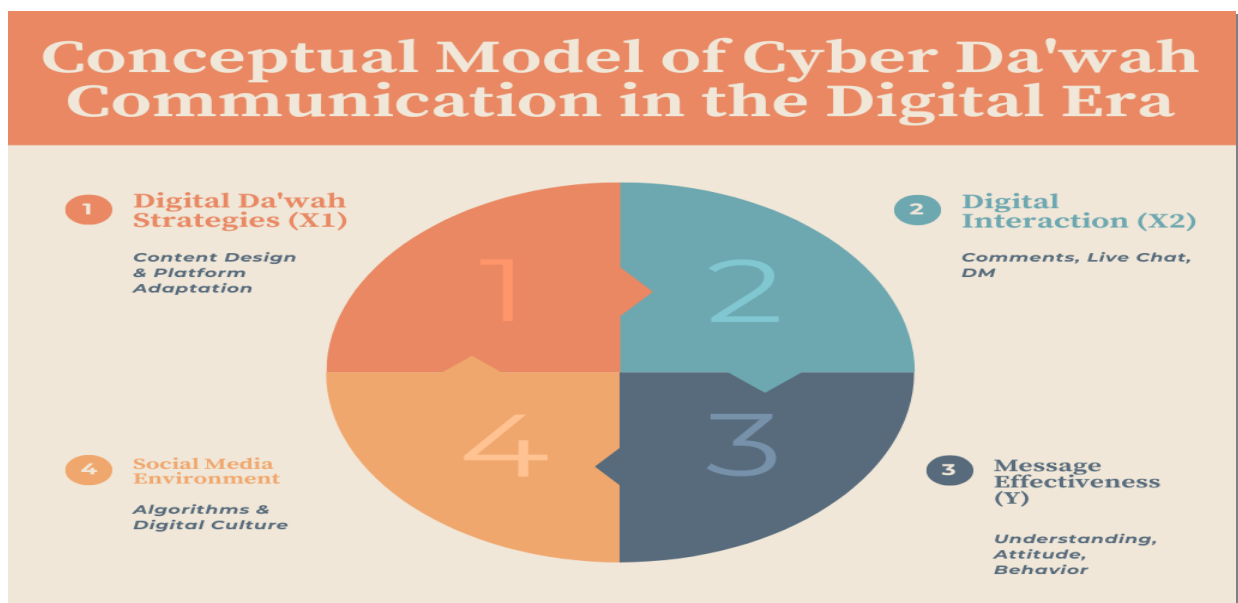 Conceptual Model of Cyber Da'wah
Communication in the Digital Era
1
Digital Da'wah
Strategies (X1)
Content Design
& Platform
Adaptation
2
Digital
Interaction (X2)
Comments, Live Chat,
DM
1
2
4
3
4
Social Media
Environment
Algorithms &
Digital Culture
3
Message
Effectiveness
(Y)
Understanding,
Attitude,
Behavior